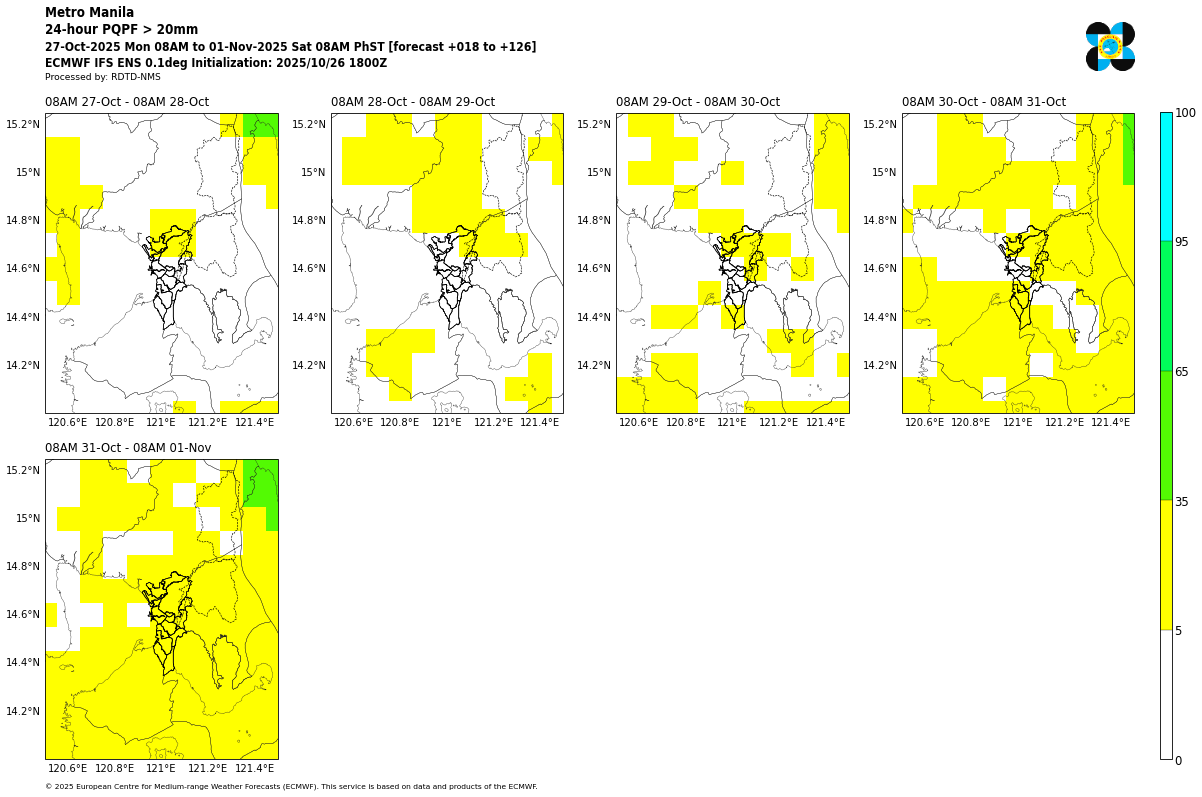 Metro Manila
24-hour PQPF > 20mm
27-Oct-2025 Mon 08AM to 01-Nov-2025 Sat 08AM PhST [forecast +018 to +126]
ECMWF IFS ENS 0.1deg Initialization: 2025/10/26 1800Z
Processed by: RDTD-NMS
08AM 27-Oct - 08AM 28-Oct
08AM 28-Oct - 08AM 29-Oct
08AM 29-Oct - 08AM 30-Oct
08AM 30-Oct - 08AM 31-Oct
15.2°N 15.2°N 15.2°N 15.2°N
15°N 15°N 15°N 15°N
14.8°N 14.8°N 14.8°N 14.8°N
14.6°N 14.6°N 14.6°N 14.6°N
14.4°N 14.4°N 14.4°N 14.4°N
14.2°N 14.2°N 14.2°N 14.2°N
120.6°E 120.8°E 121°E 121.2°E 121.4°E
120.6°E 120.8°E 121°E 121.2°E 121.4°E
120.6°E 120.8°E 121°E 121.2°E 121.4°E
120.6°E 120.8°E 121°E 121.2°E 121.4°E
08AM 31-Oct - 08AM 01-Nov
15.2°N
15°N
14.8°N
14.6°N
14.4°N
14.2°N
120.6°E 120.8°E 121°E 121.2°E 121.4°E
100
95
65
35
5
0
© 2025 European Centre for Medium-range Weather Forecasts (ECMWF). This service is based on data and products of the ECMWF.